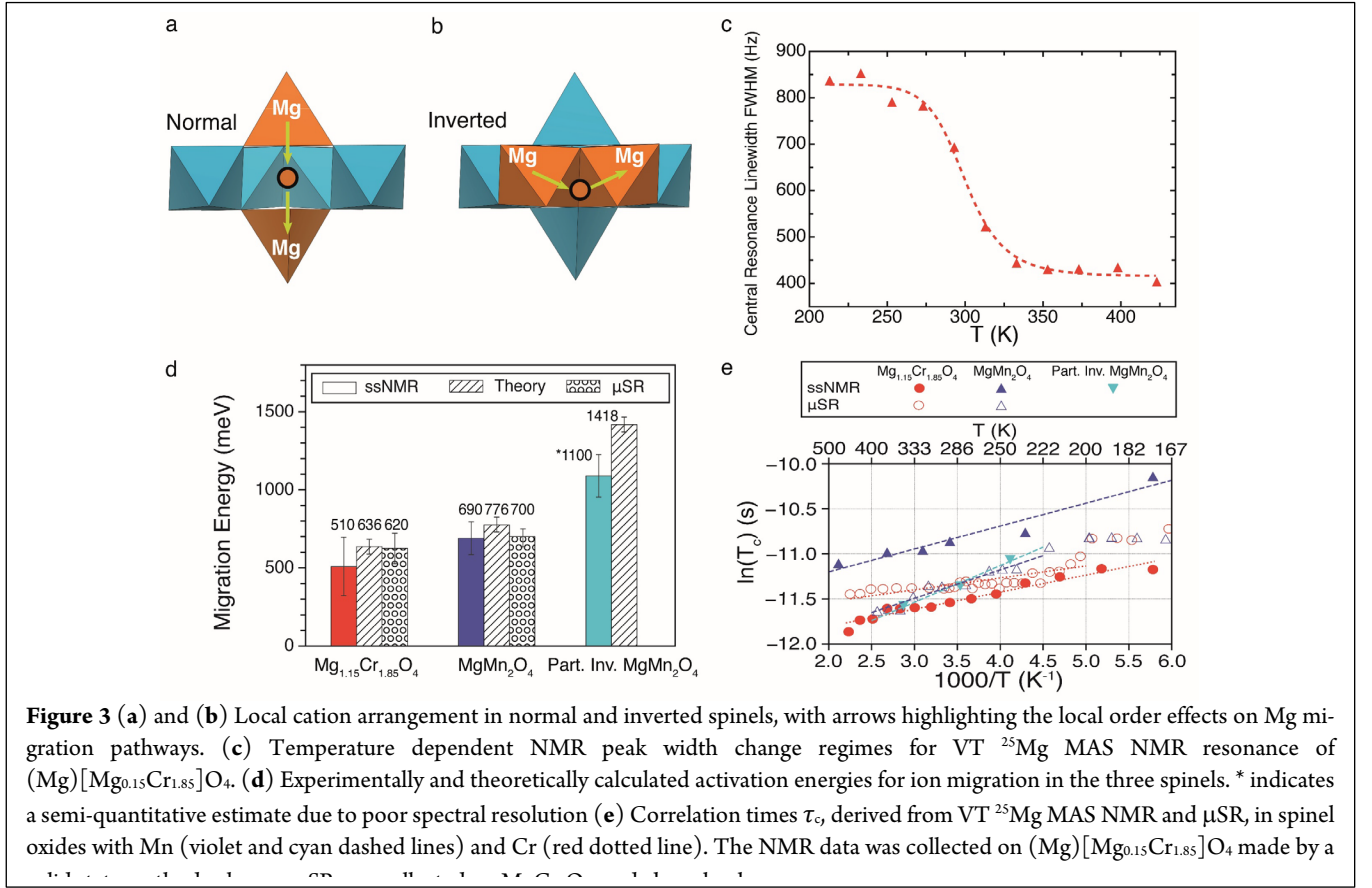 a
b
c
Normal
Mg
Mg
Inverted
Mg
Mg
Central Resonance Linewidth FWHM (Hz)
900
800
700
600
500
400
200
250
300
350
400
T (K)
d
ssNMR
Theory
μSR
Migration Energy (meV)
1500
1000
500
0
510
636
620
690
776
700
*1100
1418
Mg1.15Cr1.85O4
MgMn2O4
Part. Inv. MgMn2O4
e
Mg1.15Cr1.85O4
MgMn2O4
Part. Inv. MgMn2O4
ssNMR
μSR
T (K)
500 400 333 286 250 222 200 182 167
ln(Tc) (s)
−10.0
−10.5
−11.0
−11.5
−12.0
2.0 2.5 3.0 3.5 4.0 4.5 5.0 5.5 6.0
1000/T (K-1)
Figure 3 (a) and (b) Local cation arrangement in normal and inverted spinels, with arrows highlighting the local order effects on Mg mi-
gration pathways. (c) Temperature dependent NMR peak width change regimes for VT 25Mg MAS NMR resonance of
(Mg)[Mg0.15Cr1.85]O4. (d) Experimentally and theoretically calculated activation energies for ion migration in the three spinels. * indicates
a semi-quantitative estimate due to poor spectral resolution (e) Correlation times τc, derived from VT 25Mg MAS NMR and μSR, in spinel
oxides with Mn (violet and cyan dashed lines) and Cr (red dotted line). The NMR data was collected on (Mg)[Mg0.15Cr1.85]O4 made by a